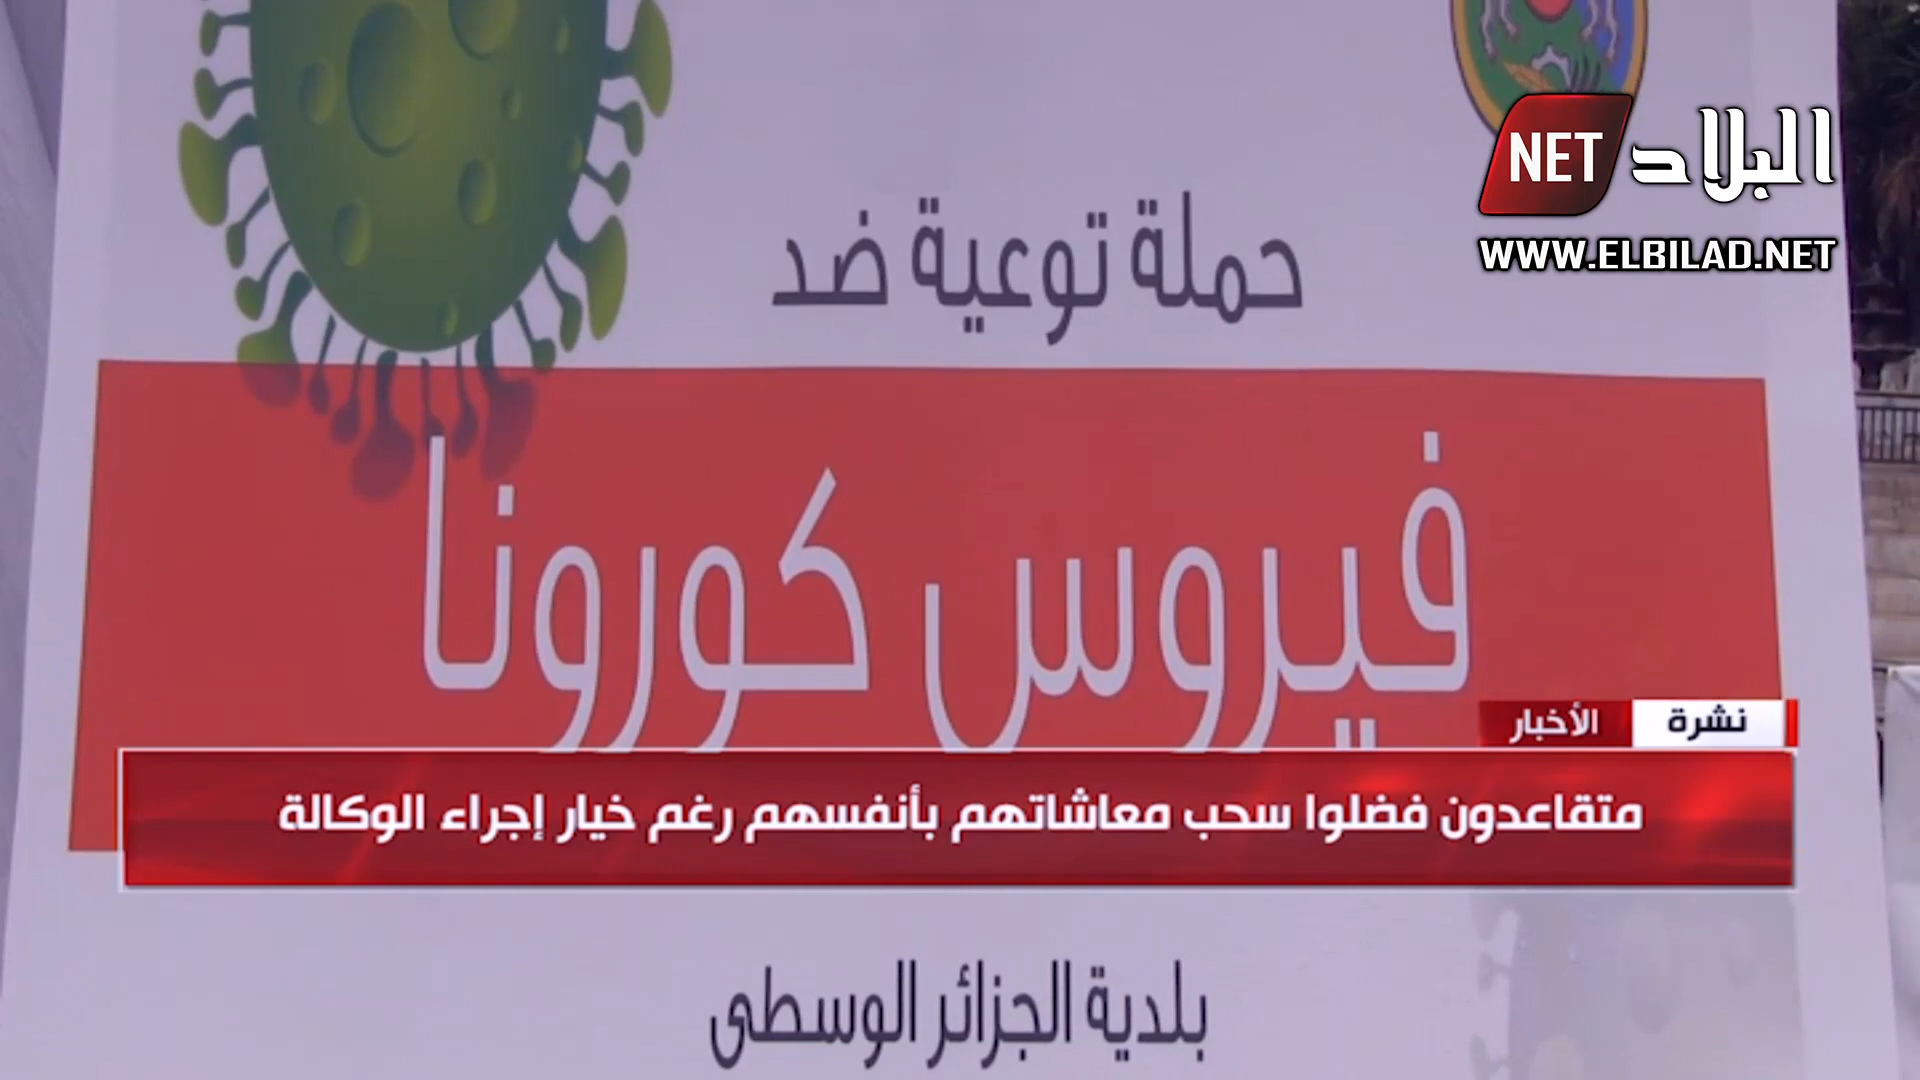 البلاد NET
WWW.ELBILAD.NET
حملة توعية ضد
فيروس كورونا
نشرة الأخبار
متقاعدون فضلوا سحب معاشاتهم بأنفسهم رغم خيار إجراء الوكالة
بلدية الجزائر الوسطى